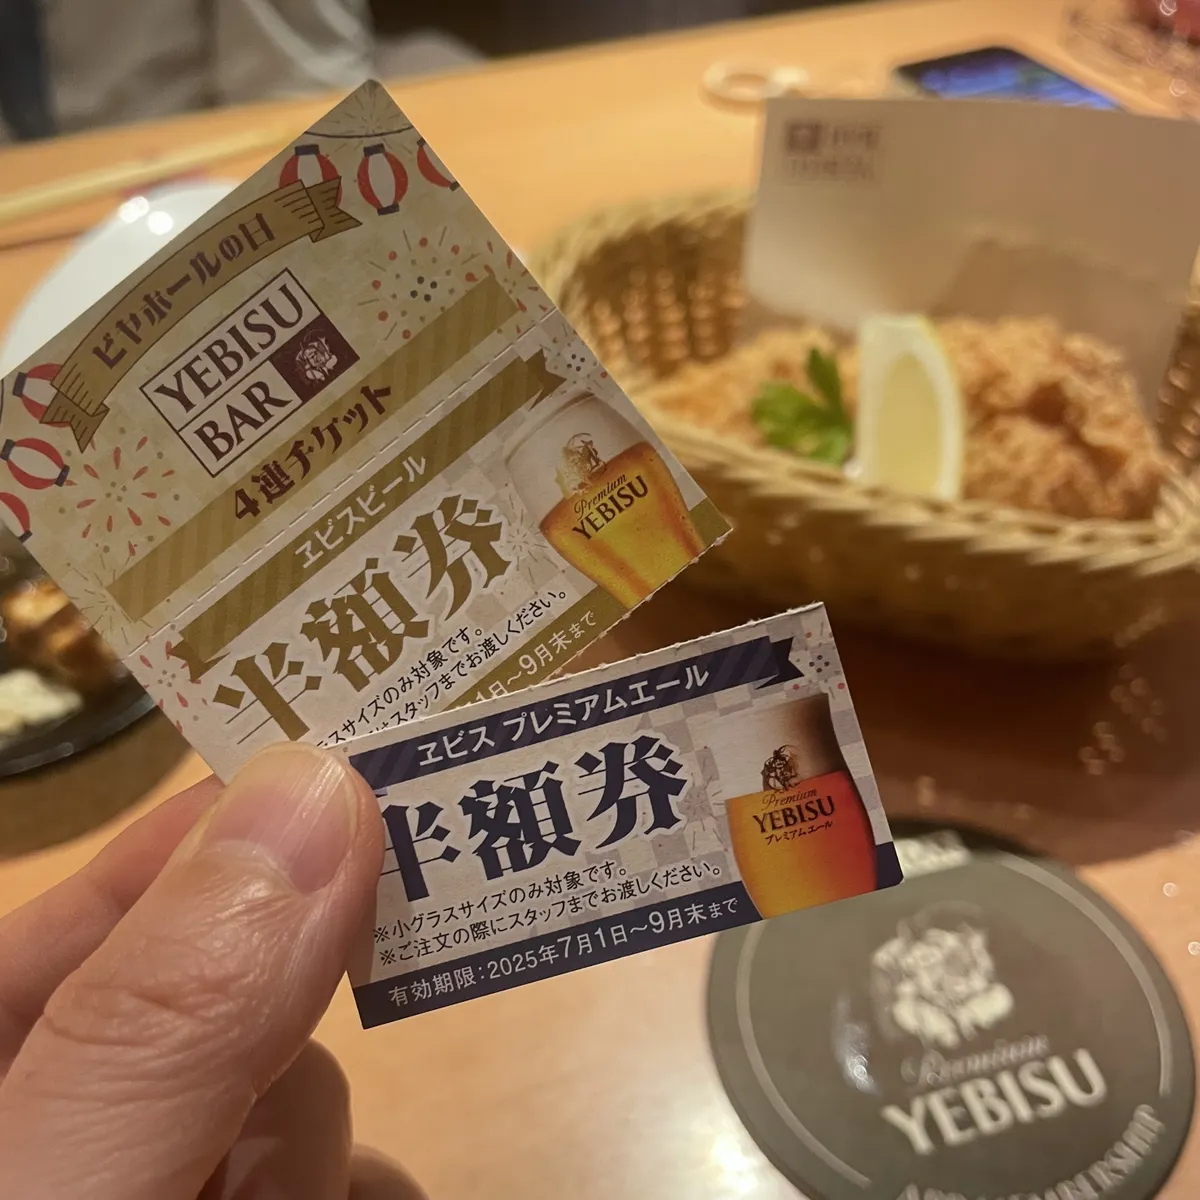 ビヤホールの日
YEBISU
BAR
4連チケット
ヱビスビール
半額券
Premium
YEBISU
スサイズのみ対象です。
スタッフまでお渡しください。
1日～9月末まで
ヱビス プレミアムエール
半額券
Premium
YEBISU
プレミアムエール
※小グラスサイズのみ対象です。
※ご注文の際にスタッフまでお渡しください。
有効期限：2025年7月1日～9月末まで
Premium
YEBISU